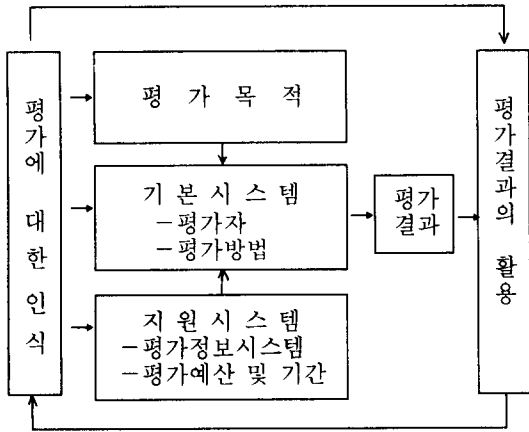 평가에 대한 인식
평 가 목 적
기 본 시 스 템
－평가자
－평가방법
지 원 시 스 템
－평가정보시스템
－평가예산 및 기간
평가
결과
평가결과의 활용